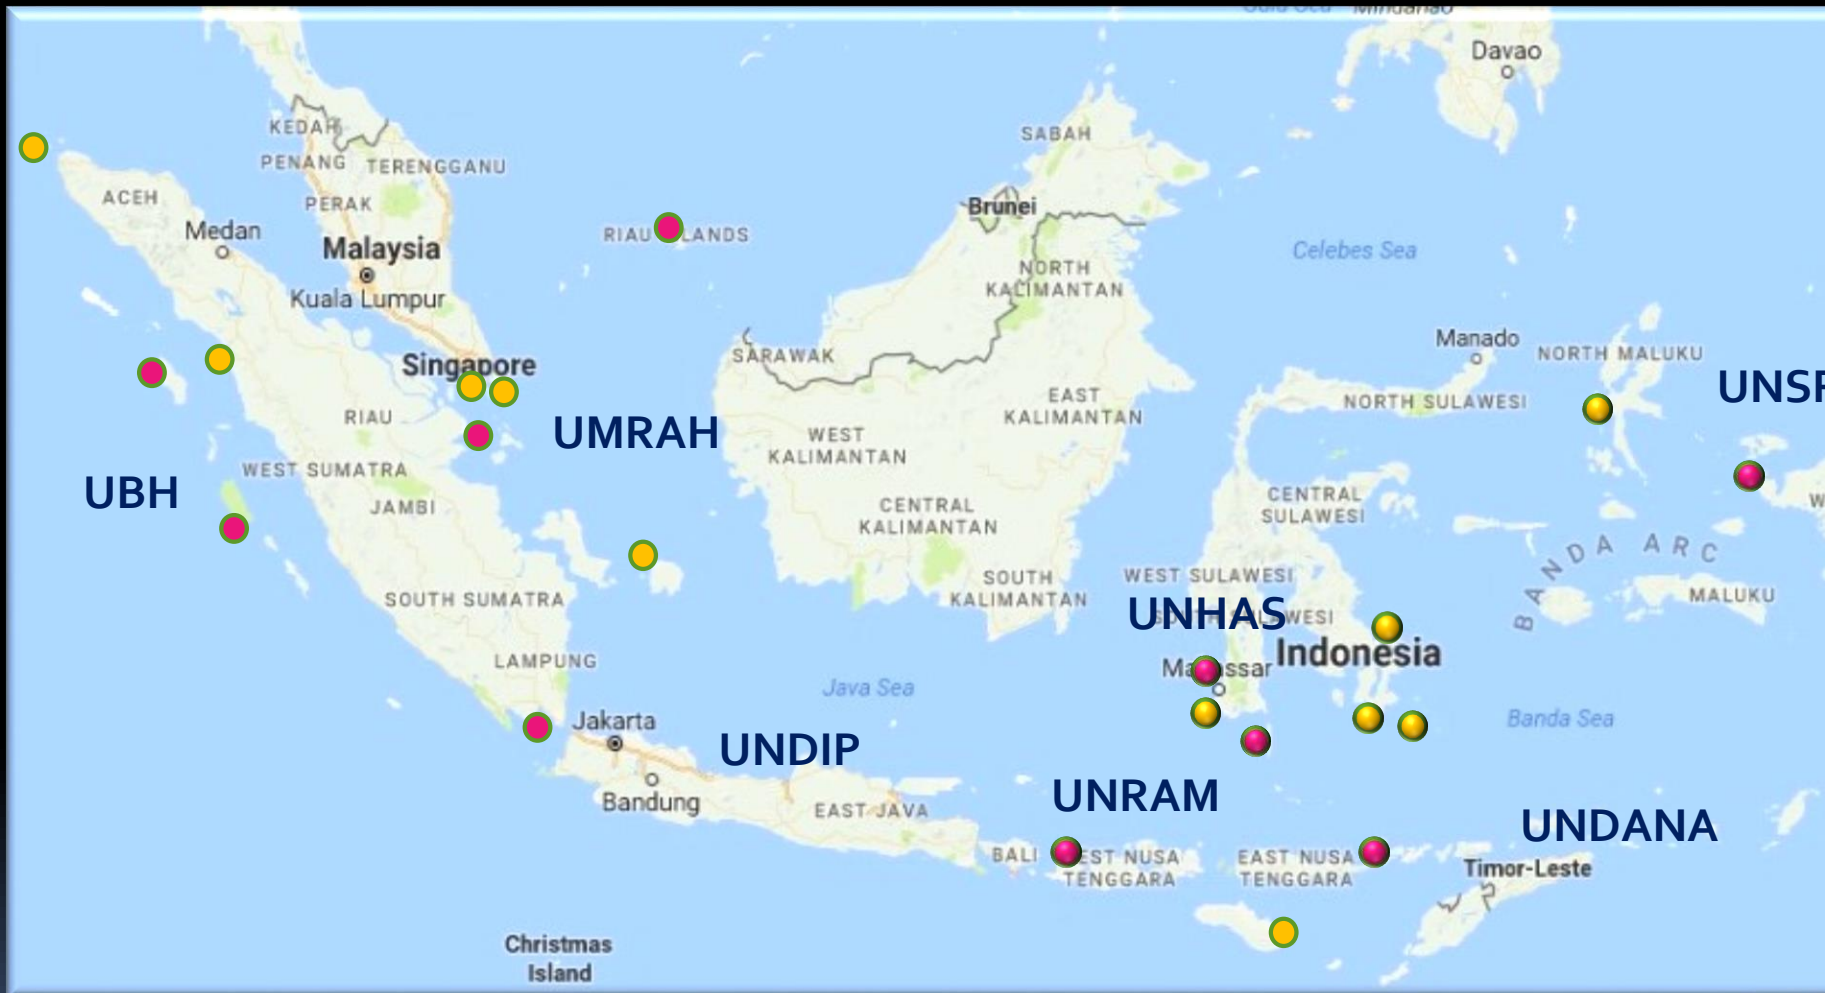 Mindanao
Davao
KEDAH
PENANG
TERENGGANU
SABAH
ACEH
PERAK
Brunei
Medan
RIAU
LANDS
Malaysia
Celebes Sea
NORTH
KALIMANTAN
Kuala Lumpur
Manado
NORTH MALUKU
SARAWAK
Singapore
NORTH SULAWESI
EAST
KALIMANTAN
RIAU
UMRAH
WEST
KALIMANTAN
WEST SUMATRA
UBH
JAMBI
CENTRAL
KALIMANTAN
CENTRAL
SULAWESI
BANDA ARC
SOUTH
KALIMANTAN
WEST SULAWESI
MALUKU
SOUTH SUMATRA
UNHAS
Indonesia
LAMPUNG
Java Sea
Banda Sea
Jakarta
UNDIP
Bandung
UNRAM
EAST JAVA
UNDANA
BALI
EST NUSA
TENGGARA
EAST NUSA
TENGGARA
Timor-Leste
Christmas
Island